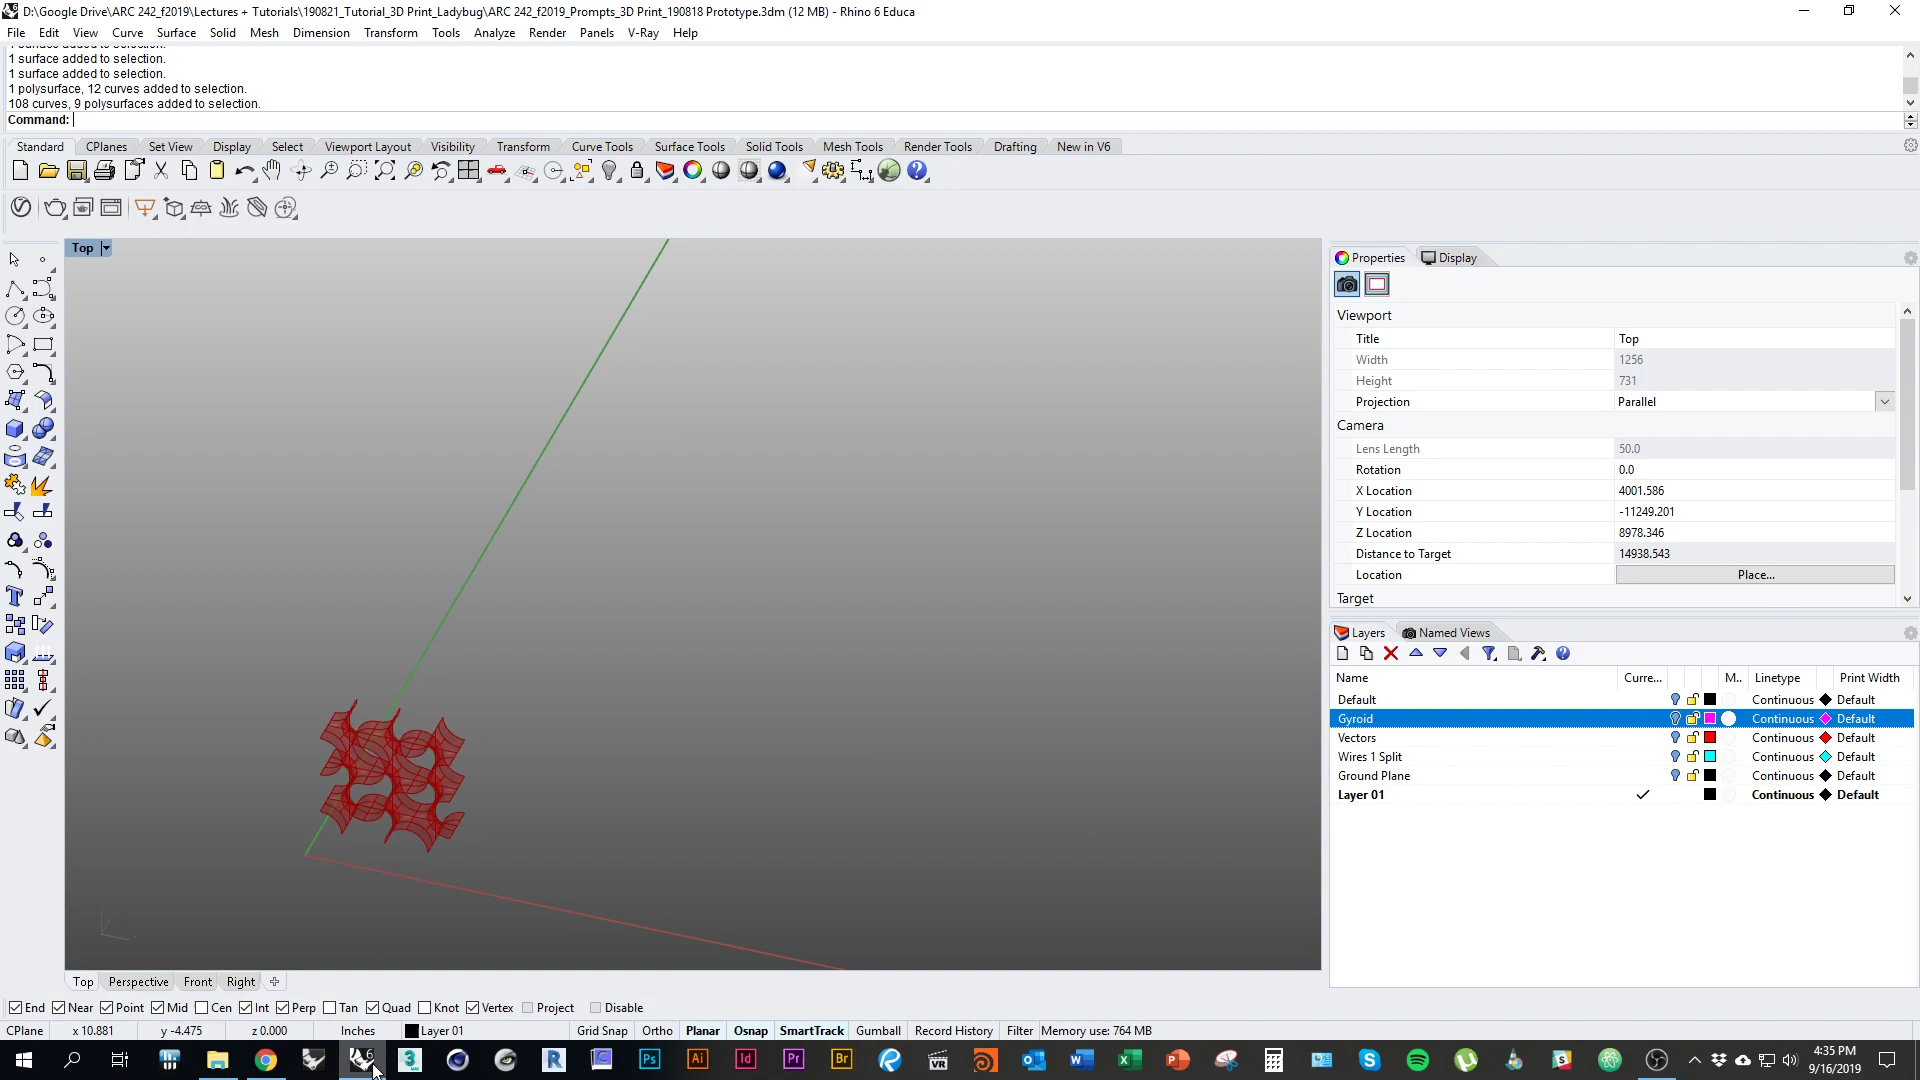 D:\Google Drive\ARC 242_f2019\Lectures + Tutorials\190821_Tutorial_3D Print_Ladybug\ARC 242_f2019_Prompts_3D Print_190818 Prototype.3dm (12 MB) - Rhino 6 Educa
File Edit View Curve Surface Solid Mesh Dimension Transform Tools Analyze Render Panels V-Ray Help
1 surface added to selection.
1 surface added to selection.
1 surface added to selection.
1 polysurface, 12 curves added to selection.
108 curves, 9 polysurfaces added to selection.
Command:
Standard CPlanes Set View Display Select Viewport Layout Visibility Transform Curve Tools Surface Tools Solid Tools Mesh Tools Render Tools Drafting New in V6
Top
Properties Display
Viewport
Title Top
Width 1256
Height 731
Projection Parallel
Camera
Lens Length 50.0
Rotation 0.0
X Location 4001.586
Y Location -11249.201
Z Location 8978.346
Distance to Target 14938.543
Location Place...
Target
Layers Named Views
Name Curre... M.. Linetype Print Width
Default Continuous Default
Gyroid Continuous Default
Vectors Continuous Default
Wires 1 Split Continuous Default
Ground Plane Continuous Default
Layer 01 Continuous Default
Top Perspective Front Right
End Near Point Mid Cen Int Perp Tan Quad Knot Vertex Project Disable
CPlane x 10.881 y -4.475 z 0.000 Inches Layer 01 Grid Snap Ortho Planar Osnap SmartTrack Gumball Record History Filter Memory use: 764 MB
4:35 PM
9/16/2019